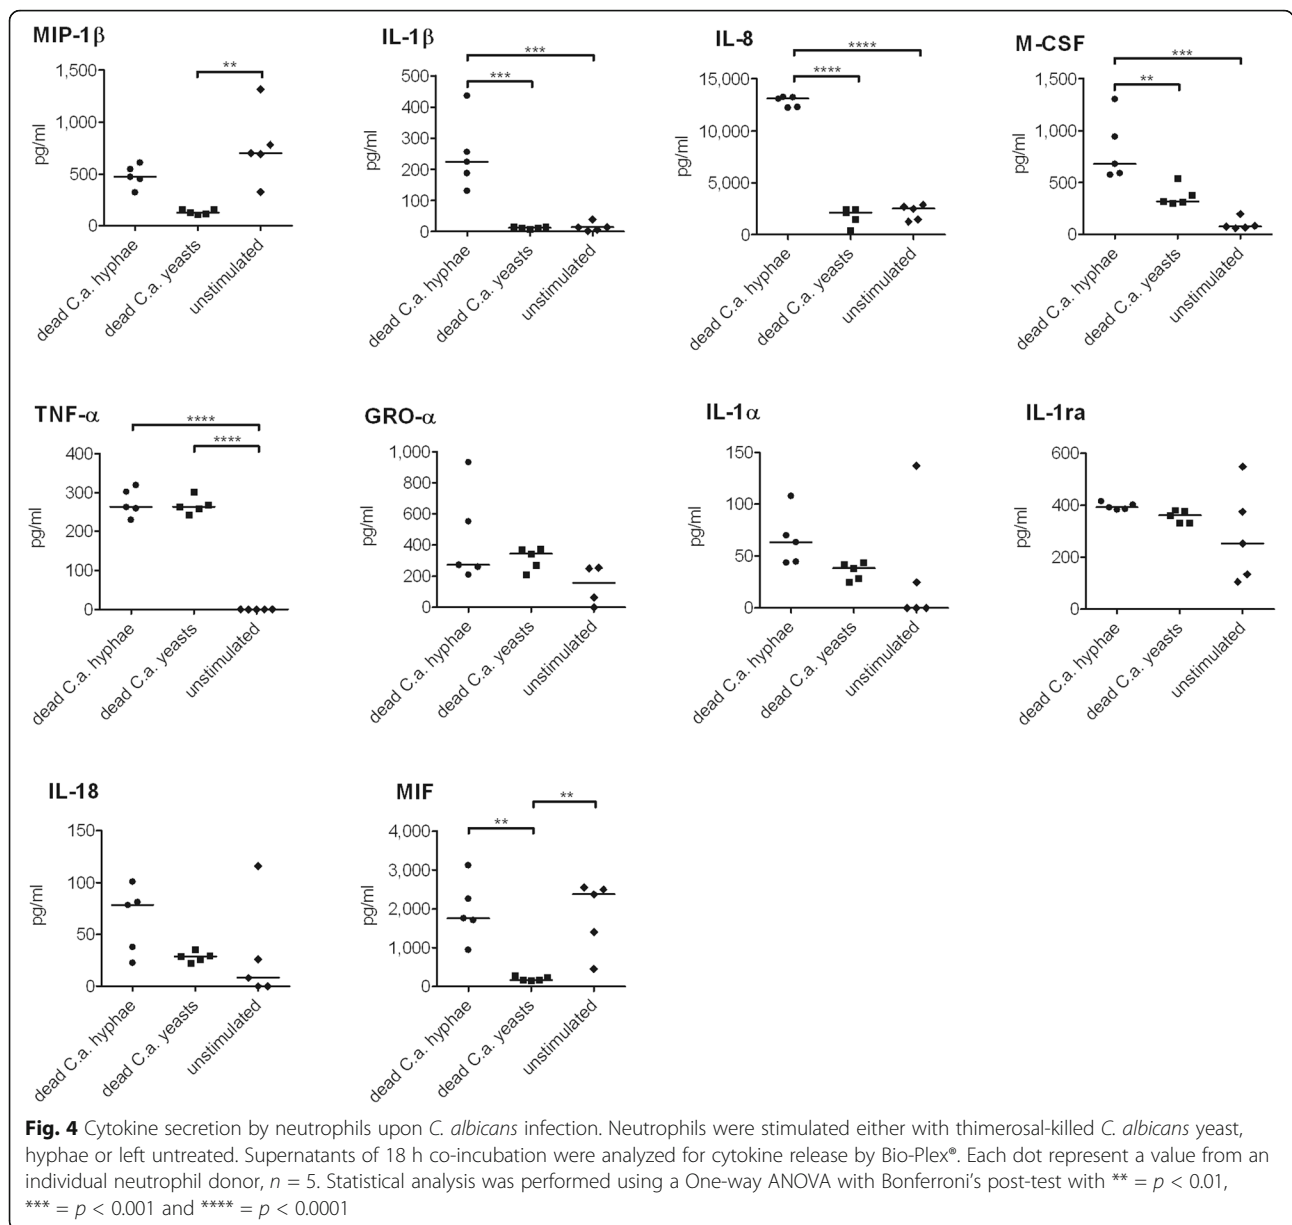 MIP-1β
**
1,500
1,000
500
0
pg/ml
dead C.a. hyphae
dead C.a. yeasts
unstimulated
IL-1β
***
***
500
400
300
200
100
0
pg/ml
dead C.a. hyphae
dead C.a. yeasts
unstimulated
IL-8
****
****
15,000
10,000
5,000
0
pg/ml
dead C.a. hyphae
dead C.a. yeasts
unstimulated
M-CSF
***
**
1,500
1,000
500
0
pg/ml
dead C.a. hyphae
dead C.a. yeasts
unstimulated
TNF-α
****
****
400
300
200
100
0
pg/ml
dead C.a. hyphae
dead C.a. yeasts
unstimulated
GRO-α
1,000
800
600
400
200
0
pg/ml
dead C.a. hyphae
dead C.a. yeasts
unstimulated
IL-1α
150
100
50
0
pg/ml
dead C.a. hyphae
dead C.a. yeasts
unstimulated
IL-1ra
600
400
200
0
pg/ml
dead C.a. hyphae
dead C.a. yeasts
unstimulated
IL-18
150
100
50
0
pg/ml
dead C.a. hyphae
dead C.a. yeasts
unstimulated
MIF
**
**
4,000
3,000
2,000
1,000
0
pg/ml
dead C.a. hyphae
dead C.a. yeasts
unstimulated
Fig. 4 Cytokine secretion by neutrophils upon C. albicans infection. Neutrophils were stimulated either with thimerosal-killed C. albicans yeast,
hyphae or left untreated. Supernatants of 18 h co-incubation were analyzed for cytokine release by Bio-Plex®. Each dot represent a value from an
individual neutrophil donor, n = 5. Statistical analysis was performed using a One-way ANOVA with Bonferroni's post-test with ** = p < 0.01,
*** = p < 0.001 and **** = p < 0.0001